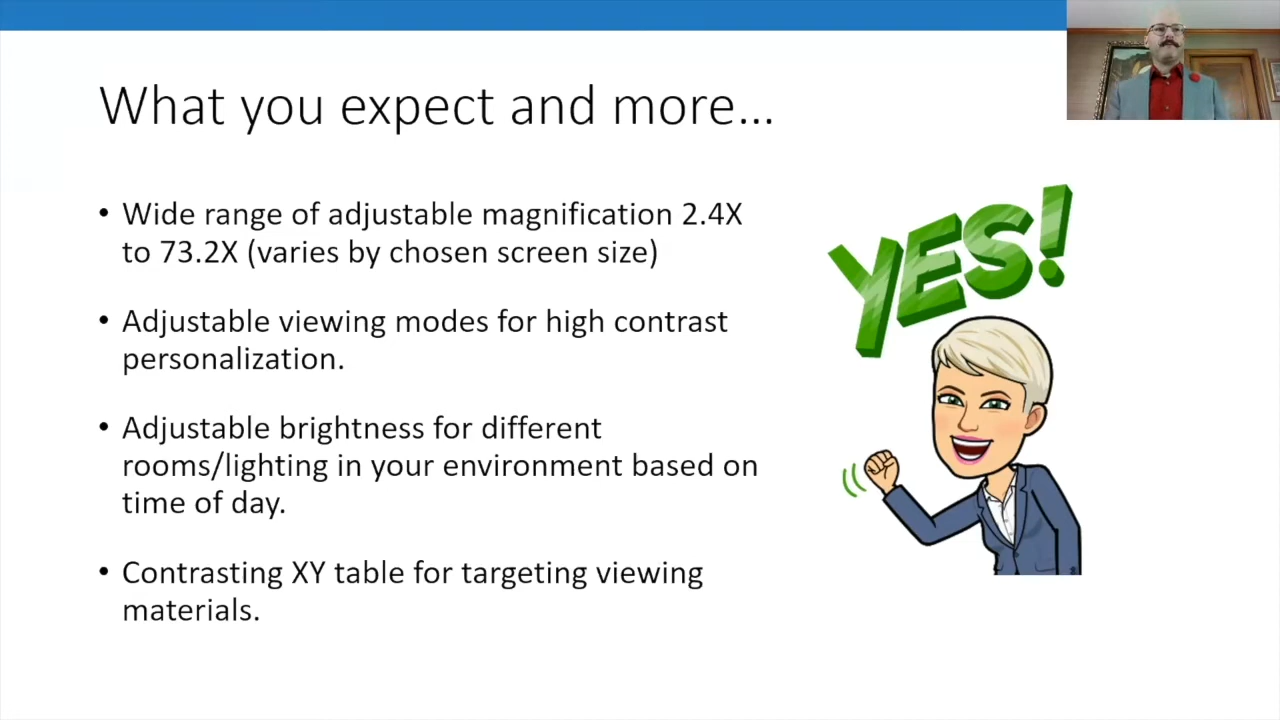 What you expect and more...
• Wide range of adjustable magnification 2.4X
to 73.2X (varies by chosen screen size)
YES!
• Adjustable viewing modes for high contrast
personalization.
• Adjustable brightness for different
rooms/lighting in your environment based on
time of day.
• Contrasting XY table for targeting viewing
materials.